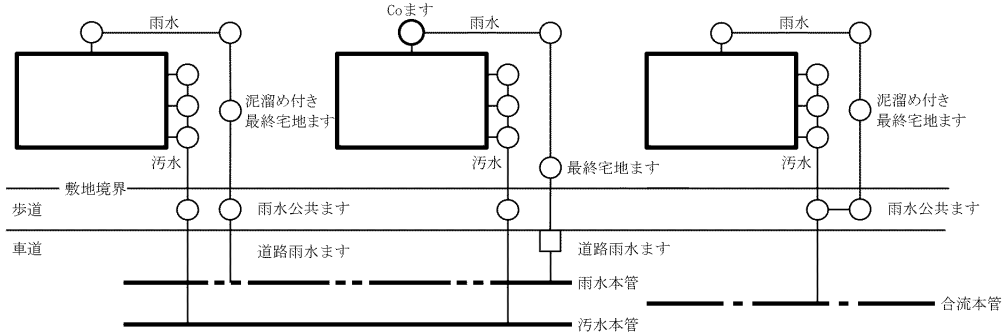 雨水
Coます
雨水
雨水
泥溜め付き
最終宅地ます
泥溜め付き
最終宅地ます
汚水
汚水
最終宅地ます
汚水
敷地境界
歩道
雨水公共ます
雨水公共ます
車道
道路雨水ます
道路雨水ます
雨水本管
合流本管
汚水本管